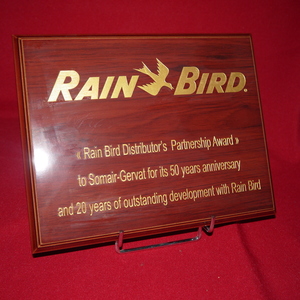 RAIN BIRD®
« Rain Bird Distributor's Partnership Award »
to Somair-Gervat for its 50 years anniversary
and 20 years of outstanding development with Rain Bird